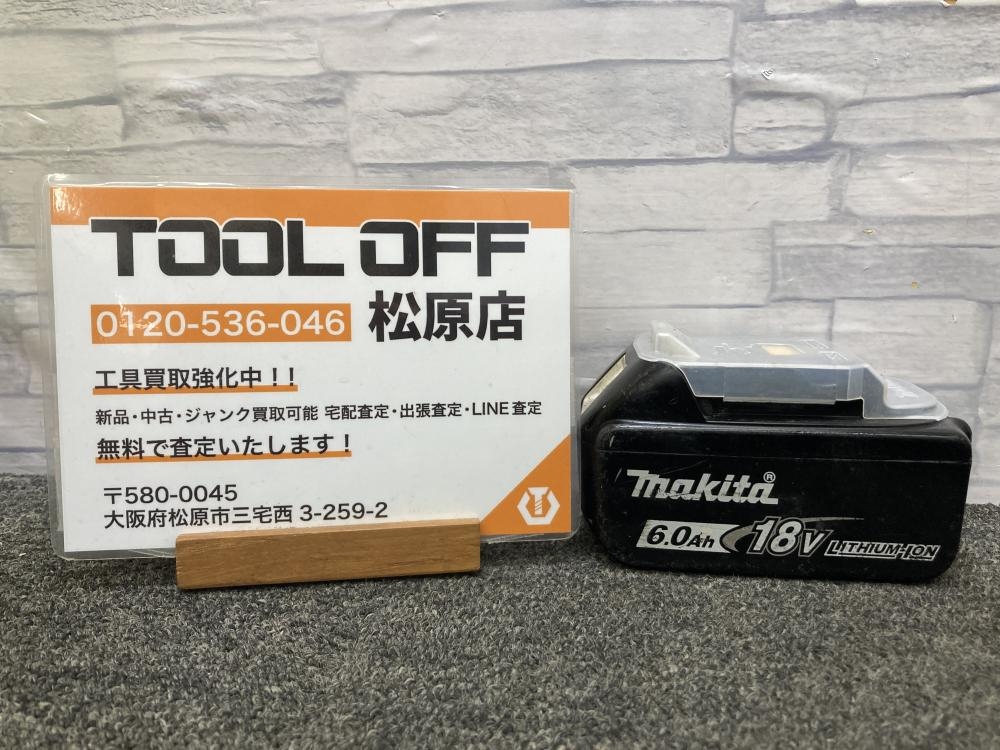 TOOL OFF
0120-536-046 松原店
工具買取強化中!!
新品・中古・ジャンク買取可能 宅配査定・出張査定・LINE査定
無料で査定いたします!
〒580-0045
大阪府松原市三宅西 3-259-2
makita®
6.0Ah 18V LITHIUM-ION